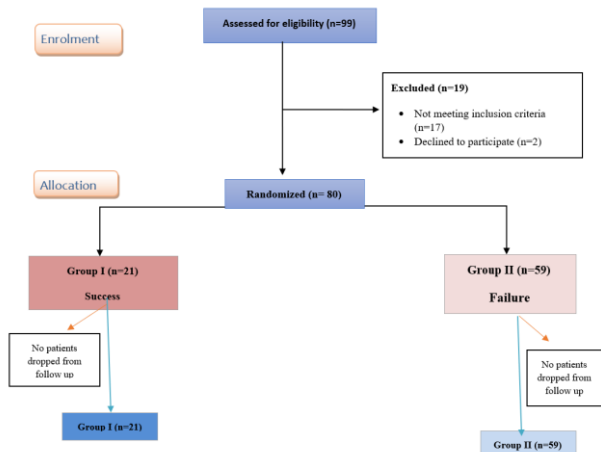 Enrolment
Assessed for eligibility (n=99)
Excluded (n=19)
• Not meeting inclusion criteria
(n=17)
• Declined to participate (n=2)
Allocation
Randomized (n= 80)
Group I (n=21)
Success
Group II (n=59)
Failure
No patients
dropped from
follow up
No patients
dropped from
follow up
Group I (n=21)
Group II (n=59)